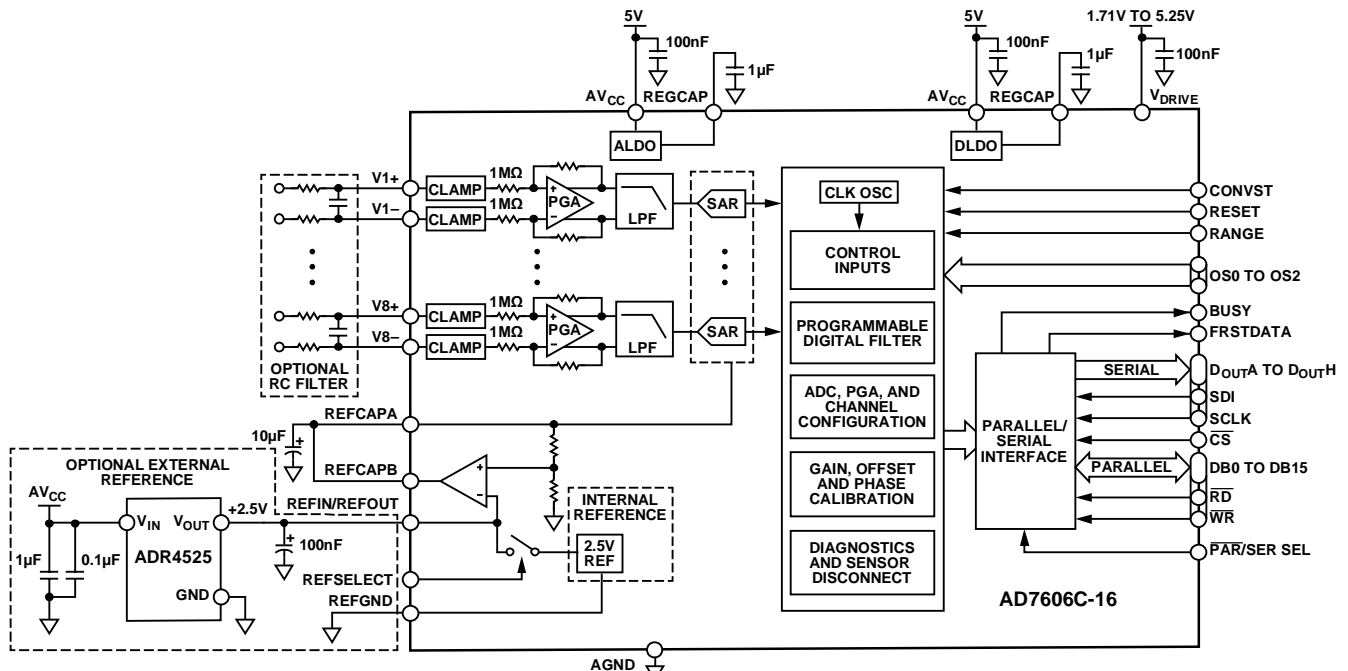 5V
100nF
1µF
AVCC
REGCAP
ALDO
5V
100nF
1µF
AVCC
REGCAP
DLDO
1.71V TO 5.25V
100nF
VDRIVE
V1+
V1–
V8+
V8–
OPTIONAL
RC FILTER
CLAMP
1MΩ
CLAMP
1MΩ
+
PGA
–
LPF
SAR
CLAMP
1MΩ
CLAMP
1MΩ
+
PGA
–
LPF
SAR
CLK OSC
CONTROL
INPUTS
PROGRAMMABLE
DIGITAL FILTER
ADC, PGA, AND
CHANNEL
CONFIGURATION
GAIN, OFFSET
AND PHASE
CALIBRATION
DIAGNOSTICS
AND SENSOR
DISCONNECT
PARALLEL/
SERIAL
INTERFACE
SERIAL
PARALLEL
CONVST
RESET
RANGE
OS0 TO OS2
BUSY
FRSTDATA
DOUTA TO DOUTH
SDI
SCLK
CS
DB0 TO DB15
RD
WR
PAR/SER SEL
AD7606C-16
REFCAPA
10µF
+
REFCAPB
+
–
REFIN/REFOUT
INTERNAL
REFERENCE
2.5V
REF
REFSELECT
REFGND
OPTIONAL EXTERNAL
REFERENCE
AVCC
VIN
VOUT
+2.5V
ADR4525
GND
1µF
0.1µF
+
100nF
AGND